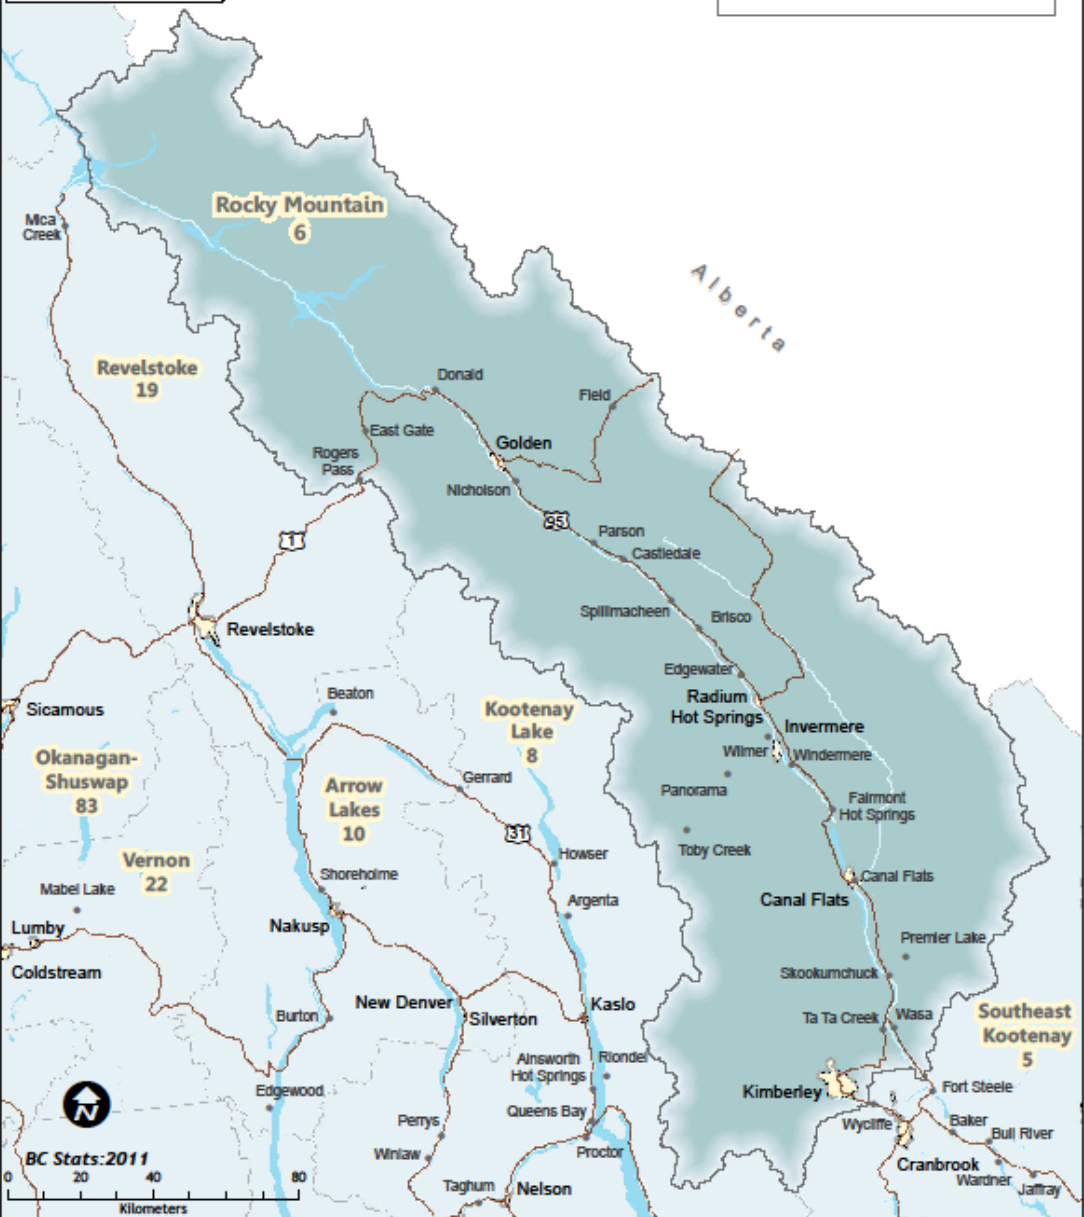 Rocky Mountain
6
Mica
Creek
Alberta
Revelstoke
19
Donald
Field
East Gate
Golden
Rogers
Pass
Nicholson
95
1
Parson
Castledale
Spillimacheen
Brisco
Revelstoke
Edgewater
Radium
Hot Springs
Beaton
Sicamous
Kootenay
Lake
8
Invermere
Wilmer
Windermere
Okanagan-
Shuswap
83
Arrow
Lakes
10
Gerrard
Panorama
Fairmont
Hot Springs
31
Toby Creek
Vernon
22
Howser
Shoreholme
Mabel Lake
Canal Flats
Canal Flats
Argenta
Nakusp
Lumby
Premier Lake
Coldstream
Skookumchuck
New Denver
Silverton
Kaslo
Burton
Ta Ta Creek
Wasa
Southeast
Kootenay
5
Ainsworth
Hot Springs
Riondel
Edgewood
Kimberley
Fort Steele
Queens Bay
Perrys
Wycliffe
Baker
Bull River
N
Winlaw
Proctor
BC Stats:2011
Cranbrook
Wardner
Jaffray
0 20 40 80
Kilometers
Taghum
Nelson